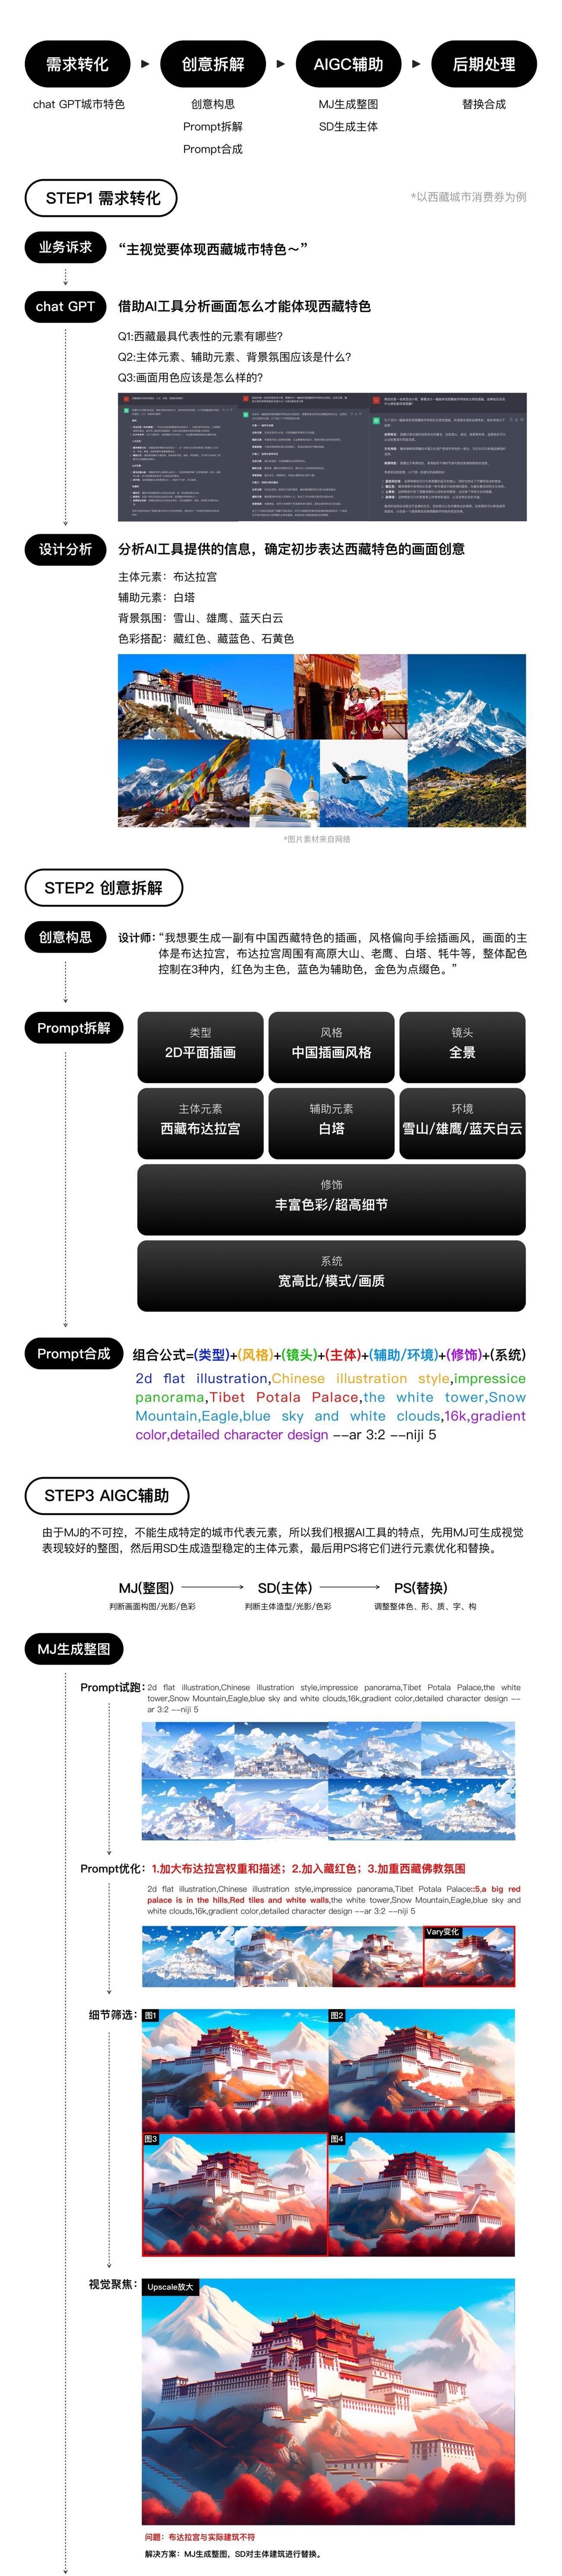 需求转化
创意拆解
AIGC辅助
后期处理
chat GPT城市特色
创意构思
MJ生成整图
替换合成
Prompt拆解
SD生成主体
Prompt合成
STEP1 需求转化
*以西藏城市消费券为例
业务诉求
“主视觉要体现西藏城市特色～”
chat GPT
借助AI工具分析画面怎么才能体现西藏特色
Q1:西藏最具代表性的元素有哪些?
Q2:主体元素、辅助元素、背景氛围应该是什么?
Q3:画面用色应该是怎么样的?
设计分析
分析AI工具提供的信息，确定初步表达西藏特色的画面创意
主体元素：布达拉宫
辅助元素：白塔
背景氛围：雪山、雄鹰、蓝天白云
色彩搭配：藏红色、藏蓝色、石黄色
*图片素材来自网络
STEP2 创意拆解
创意构思
设计师：“我想要生成一副有中国西藏特色的插画，风格偏向手绘插画风，画面的主
体是布达拉宫，布达拉宫周围有高原大山、老鹰、白塔、牦牛等，整体配色
控制在3种内，红色为主色，蓝色为辅助色，金色为点缀色。”
Prompt拆解
类型
2D平面插画
风格
中国插画风格
镜头
全景
主体元素
西藏布达拉宫
辅助元素
白塔
环境
雪山/雄鹰/蓝天白云
修饰
丰富色彩/超高细节
系统
宽高比/模式/画质
Prompt合成
组合公式=(类型)+(风格)+(镜头)+(主体)+(辅助/环境)+(修饰)+(系统)
2d flat illustration,Chinese illustration style,impressice
panorama,Tibet Potala Palace,the white tower,Snow
Mountain,Eagle,blue sky and white clouds,16k,gradient
color,detailed character design --ar 3:2 --niji 5
STEP3 AIGC辅助
由于MJ的不可控，不能生成特定的城市代表元素，所以我们根据AI工具的特点，先用MJ可生成视觉
表现较好的整图，然后用SD生成造型稳定的主体元素，最后用PS将它们进行元素优化和替换。
MJ(整图)
SD(主体)
PS(替换)
判断画面构图/光影/色彩
判断主体造型/光影/色彩
调整整体色、形、质、字、构
MJ生成整图
Prompt试跑：
2d flat illustration,Chinese illustration style,impressice panorama,Tibet Potala Palace,the white
tower,Snow Mountain,Eagle,blue sky and white clouds,16k,gradient color,detailed character design --
ar 3:2 --niji 5
Prompt优化：1.加大布达拉宫权重和描述；2.加入藏红色；3.加重西藏佛教氛围
2d flat illustration,Chinese illustration style,impressice panorama,Tibet Potala Palace::5,a big red
palace is in the hills,Red tiles and white walls,the white tower,Snow Mountain,Eagle,blue sky and
white clouds,16k,gradient color,detailed character design --ar 3:2 --niji 5
Vary变化
细节筛选：
图1
图2
图3
图4
视觉聚焦：
Upscale放大
问题：布达拉宫与实际建筑不符
解决方案：MJ生成整图，SD对主体建筑进行替换。